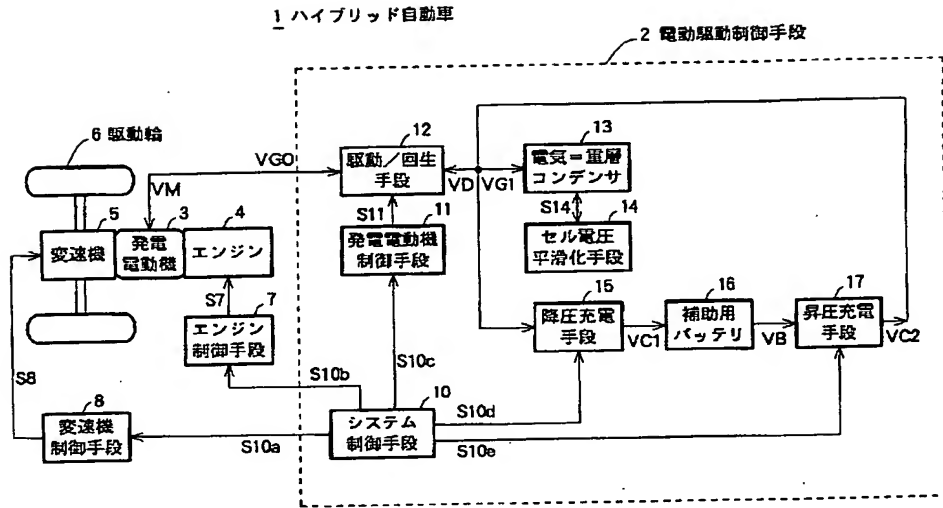 1 ハイブリッド自動車
2 電動駆動制御手段
6 駆動輪
12
13
VG0
駆動/回生
手段
VD
VG1
電気二重層
コンデンサ
VM
5
3
4
S11
11
S14
14
変速機
発電
電動機
エンジン
発電電動機
制御手段
セル電圧
平滑化手段
S7
7
15
16
17
エンジン
制御手段
降圧充電
手段
VC1
補助用
バッテリ
VB
昇圧充電
手段
VC2
S8
S10c
S10b
8
10
S10d
変速機
制御手段
S10a
システム
制御手段
S10e